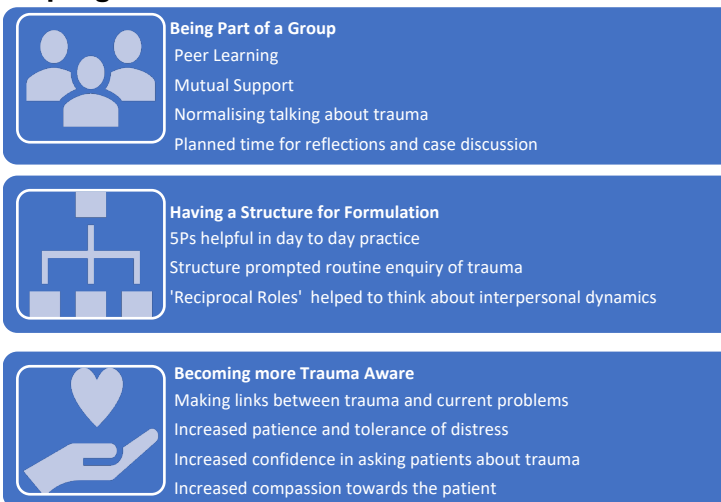 Being Part of a Group
Peer Learning
Mutual Support
Normalising talking about trauma
Planned time for reflections and case discussion
Having a Structure for Formulation
5Ps helpful in day to day practice
Structure prompted routine enquiry of trauma
'Reciprocal Roles' helped to think about interpersonal dynamics
Becoming more Trauma Aware
Making links between trauma and current problems
Increased patience and tolerance of distress
Increased confidence in asking patients about trauma
Increased compassion towards the patient